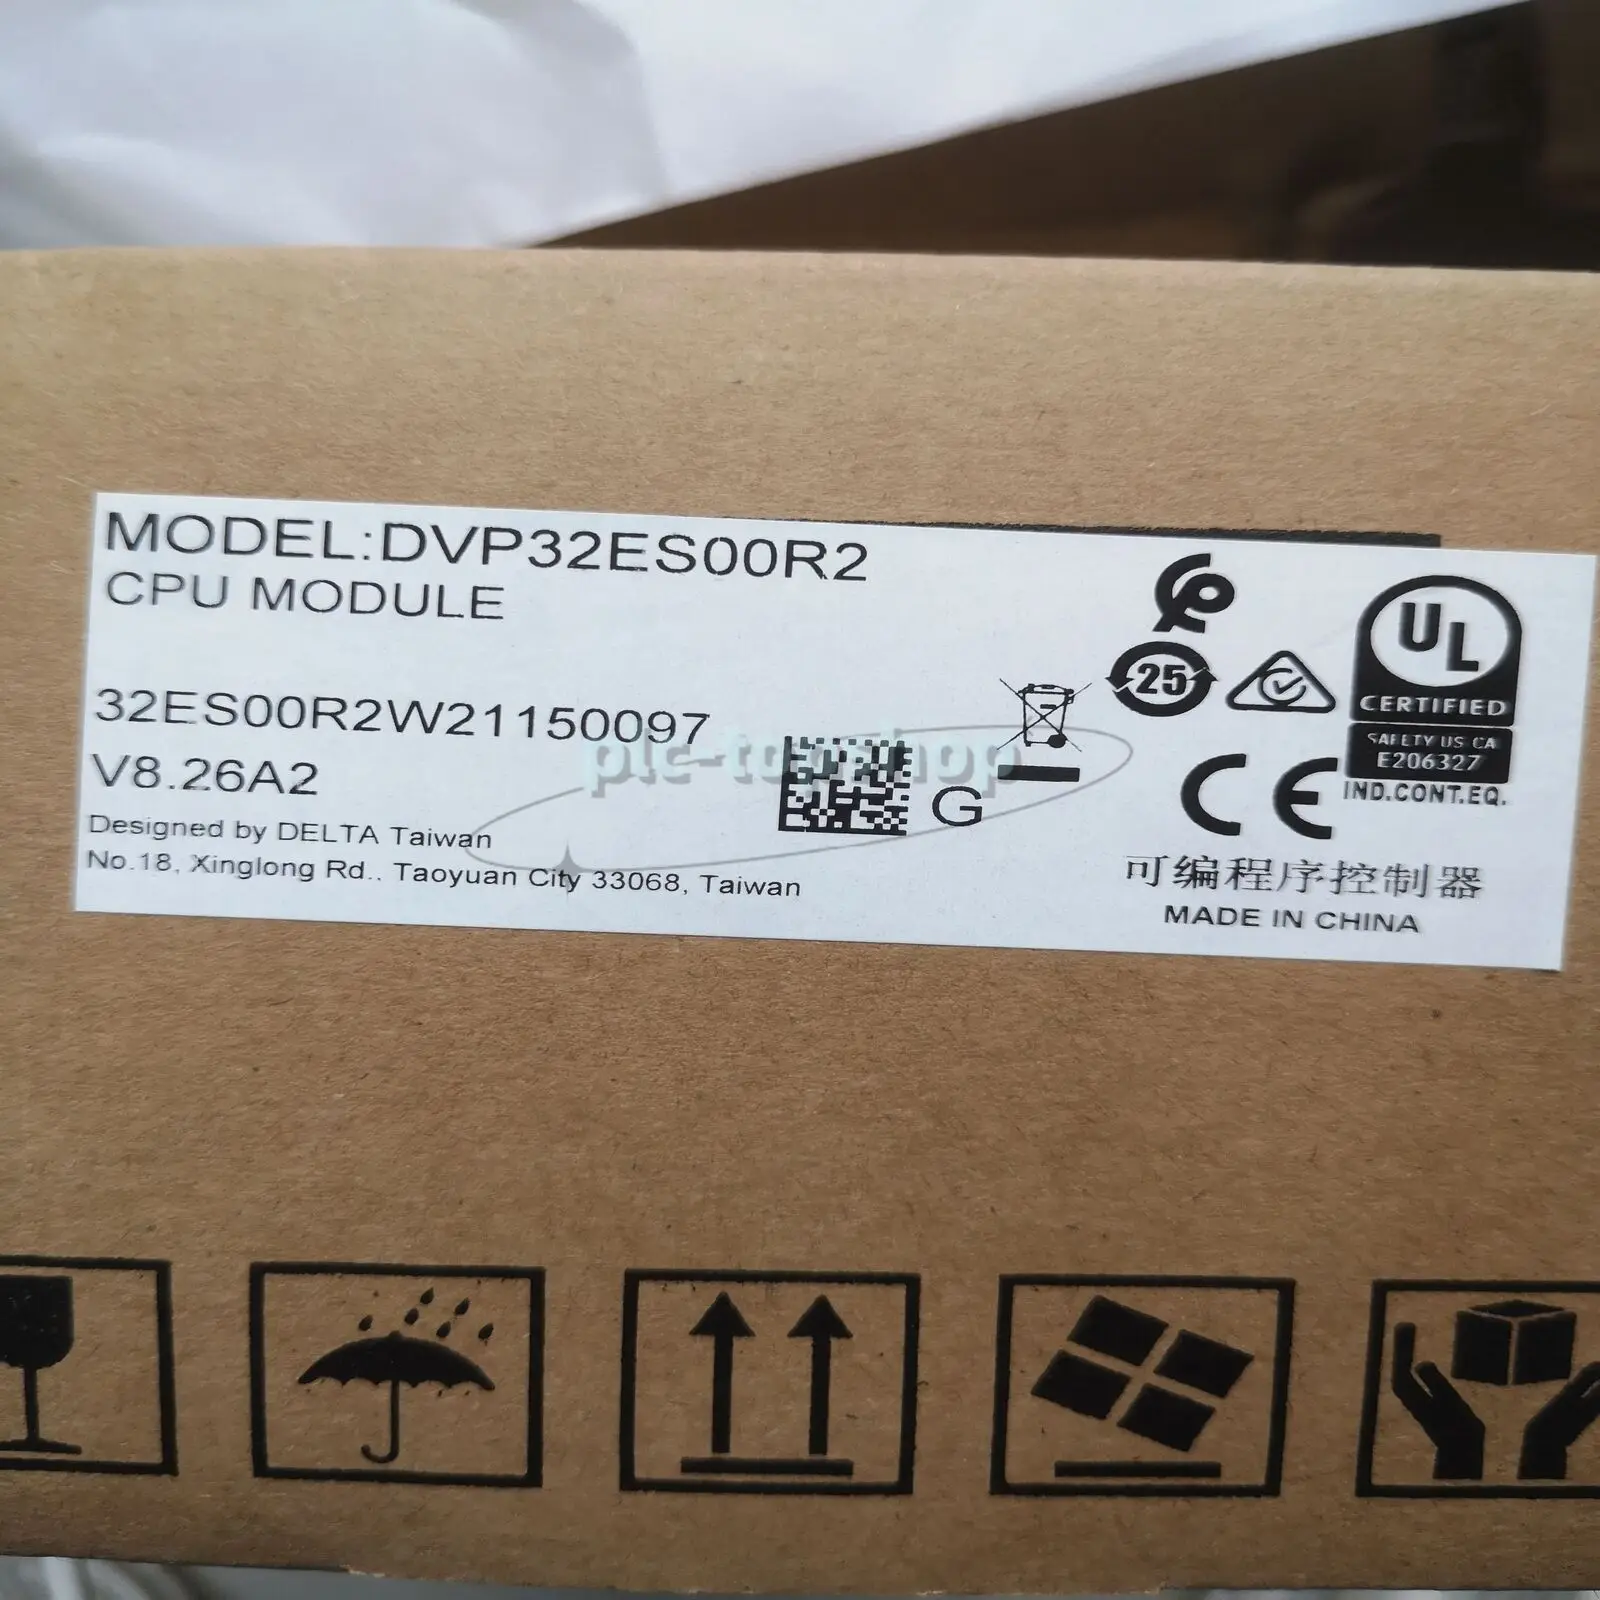 MODEL:DVP32ES00R2
CPU MODULE
32ES00R2W21150097
V8.26A2
Designed by DELTA Taiwan
No.18, Xinglong Rd., Taoyuan City 33068, Taiwan
plc-topshop
G
25
UL
CERTIFIED
SAFETY US CA
E206327
IND.CONT.EQ.
CE
可编程序控制器
MADE IN CHINA